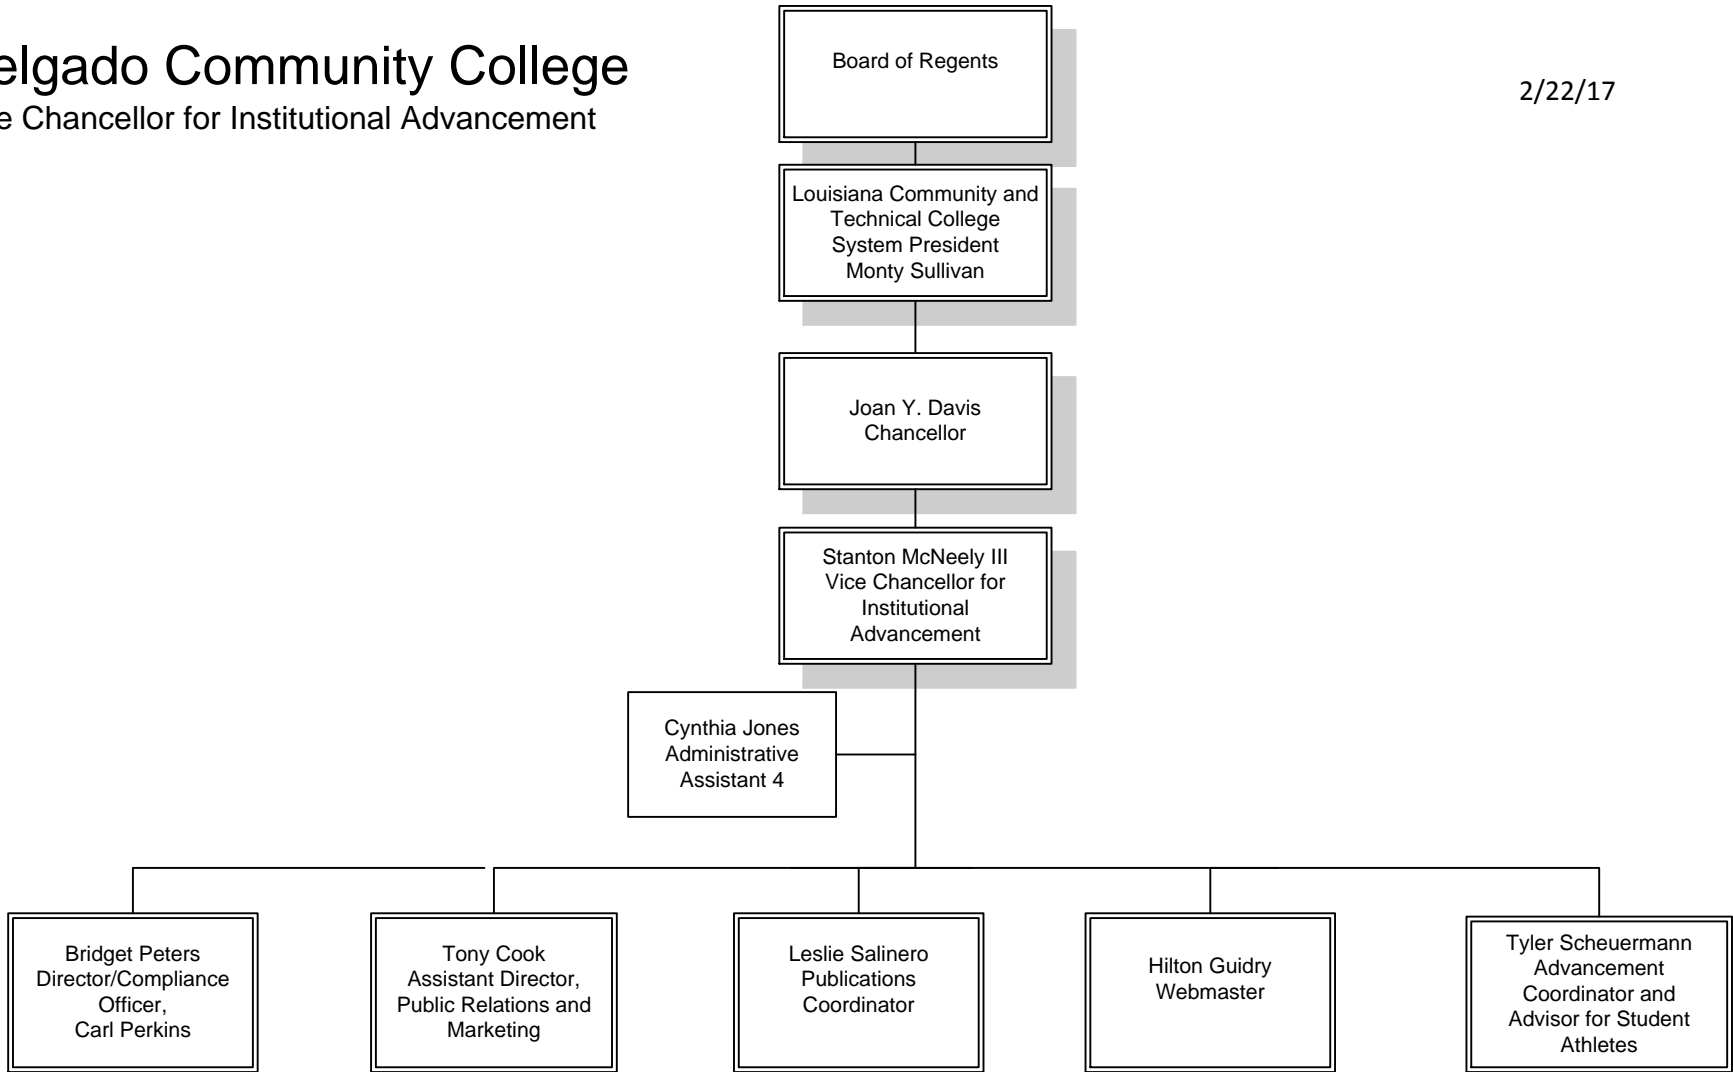 elgado Community College
e Chancellor for Institutional Advancement
2/22/17
Board of Regents
Louisiana Community and
Technical College
System President
Monty Sullivan
Joan Y. Davis
Chancellor
Stanton McNeely III
Vice Chancellor for
Institutional
Advancement
Cynthia Jones
Administrative
Assistant 4
Bridget Peters
Director/Compliance
Officer,
Carl Perkins
Tony Cook
Assistant Director,
Public Relations and
Marketing
Leslie Salinero
Publications
Coordinator
Hilton Guidry
Webmaster
Tyler Scheuermann
Advancement
Coordinator and
Advisor for Student
Athletes